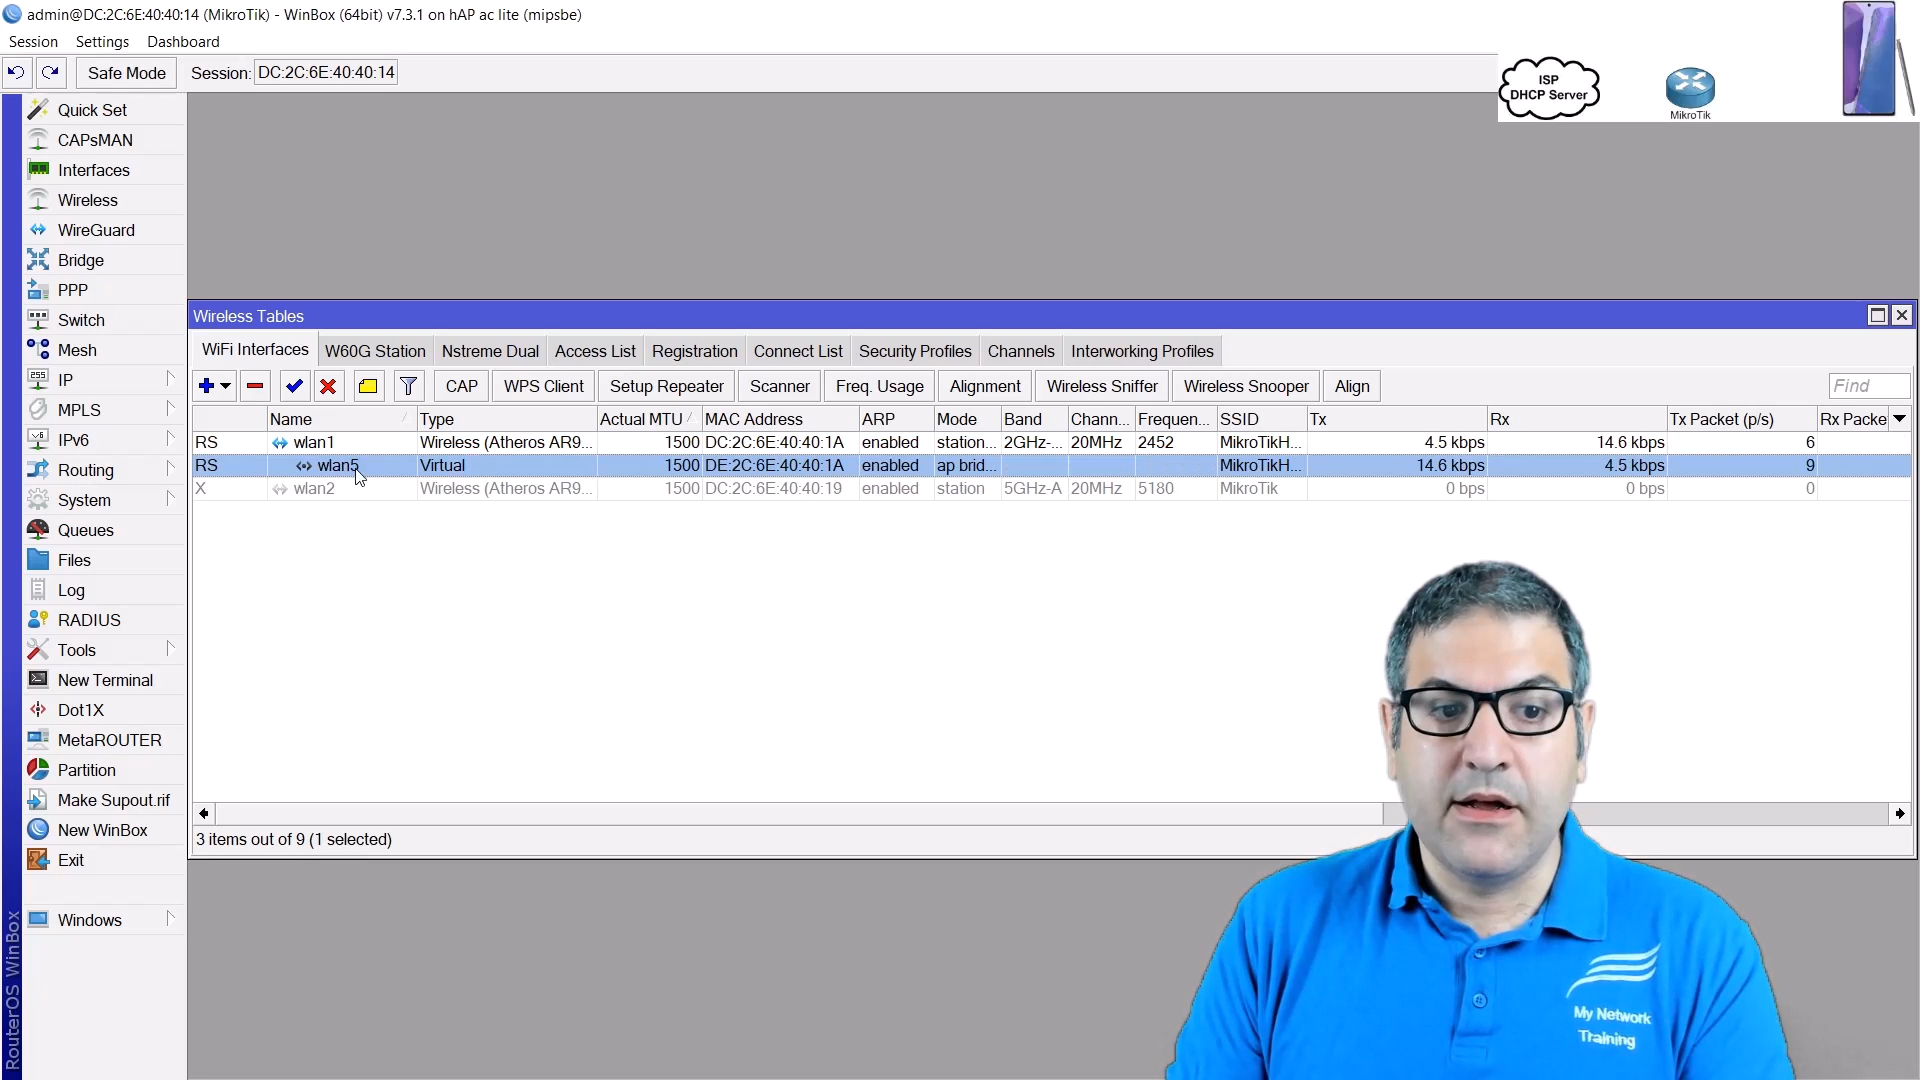 admin@DC:2C:6E:40:40:14 (MikroTik) - WinBox (64bit) v7.3.1 on hAP ac lite (mipsbe)
Session Settings Dashboard
Safe Mode Session: DC:2C:6E:40:40:14
ISP
DHCP Server
MikroTik
Quick Set
CAPsMAN
Interfaces
Wireless
WireGuard
Bridge
PPP
Switch
Mesh
IP
MPLS
IPv6
Routing
System
Queues
Files
Log
RADIUS
Tools
New Terminal
Dot1X
MetaROUTER
Partition
Make Supout.rif
New WinBox
Exit
Windows
RouterOS WinBox
Wireless Tables
WiFi Interfaces W60G Station Nstreme Dual Access List Registration Connect List Security Profiles Channels Interworking Profiles
CAP WPS Client Setup Repeater Scanner Freq. Usage Alignment Wireless Sniffer Wireless Snooper Align Find
Name Type Actual MTU MAC Address ARP Mode Band Chann... Frequen... SSID Tx Rx Tx Packet (p/s) Rx Packe
RS wlan1 Wireless (Atheros AR9... 1500 DC:2C:6E:40:40:1A enabled station... 2GHz-... 20MHz 2452 MikroTikH... 4.5 kbps 14.6 kbps 6
RS wlan5 Virtual 1500 DE:2C:6E:40:40:1A enabled ap brid... MikroTikH... 14.6 kbps 4.5 kbps 9
X wlan2 Wireless (Atheros AR9... 1500 DC:2C:6E:40:40:19 enabled station 5GHz-A 20MHz 5180 MikroTik 0 bps 0 bps 0
3 items out of 9 (1 selected)
My Network
Training